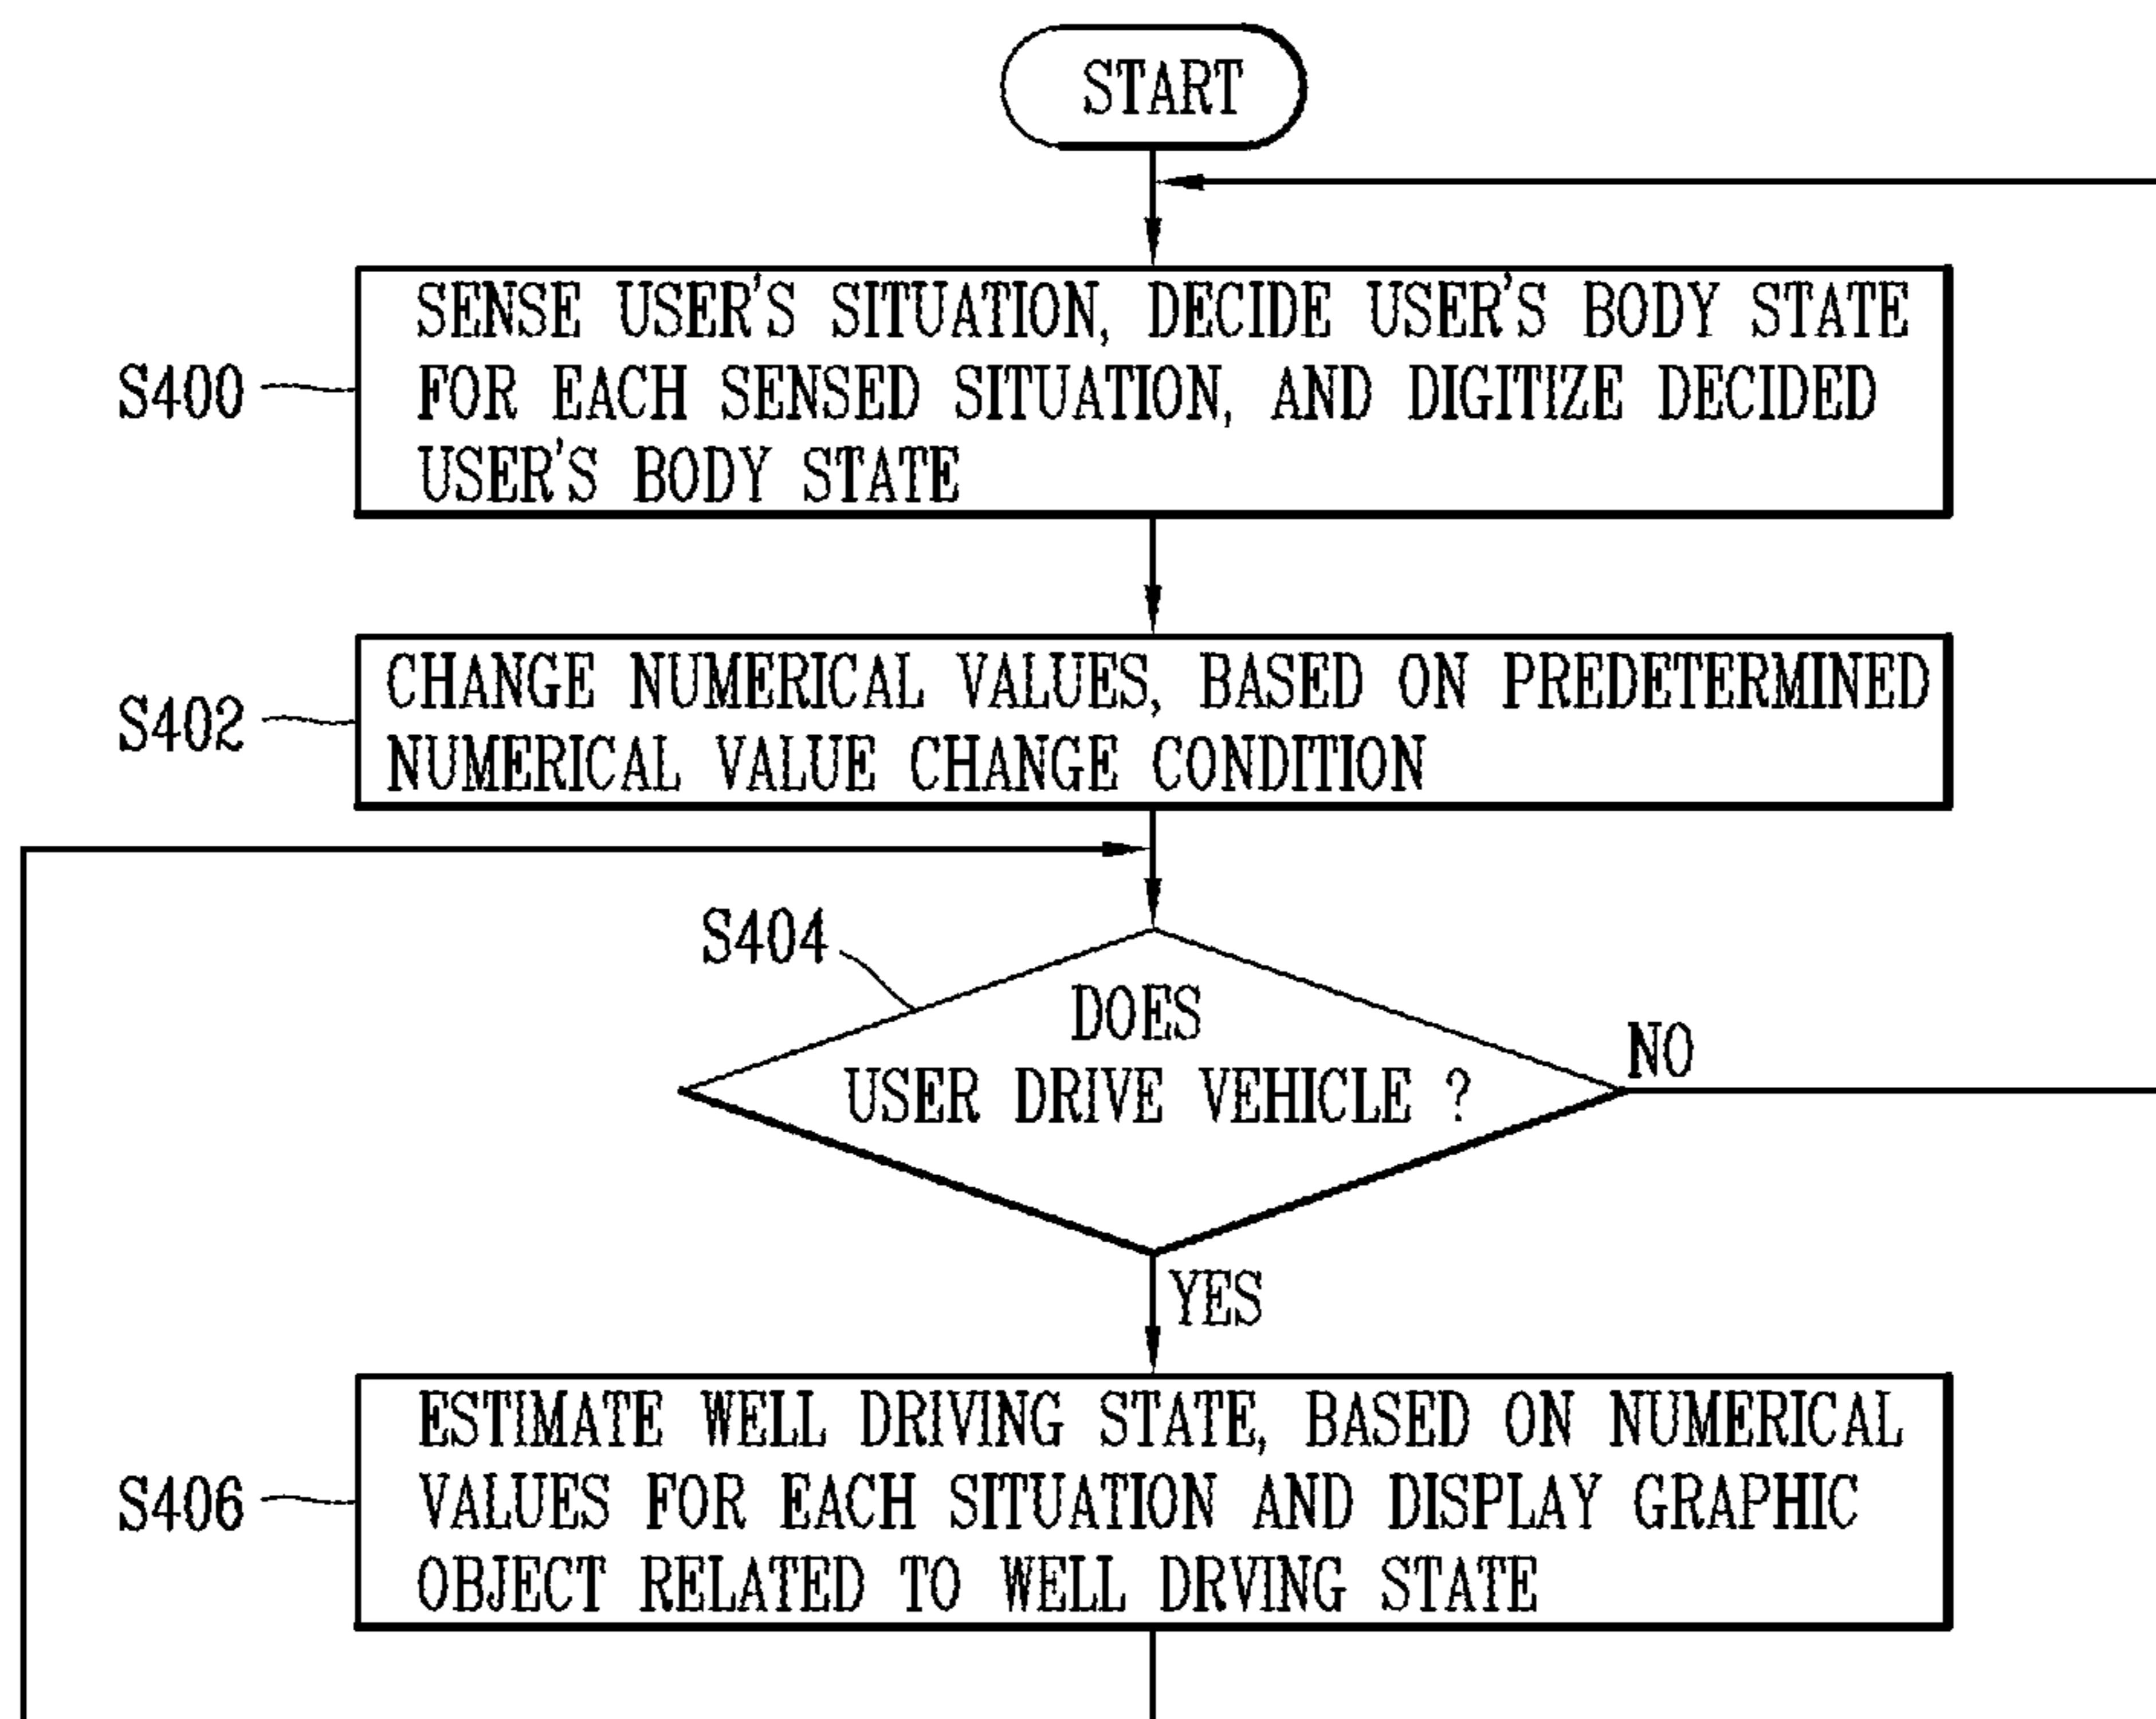 START
S400
SENSE USER'S SITUATION, DECIDE USER'S BODY STATE
FOR EACH SENSED SITUATION, AND DIGITIZE DECIDED
USER'S BODY STATE
S402
CHANGE NUMERICAL VALUES, BASED ON PREDETERMINED
NUMERICAL VALUE CHANGE CONDITION
S404
DOES
USER DRIVE VEHICLE ?
NO
YES
S406
ESTIMATE WELL DRIVING STATE, BASED ON NUMERICAL
VALUES FOR EACH SITUATION AND DISPLAY GRAPHIC
OBJECT RELATED TO WELL DRVING STATE